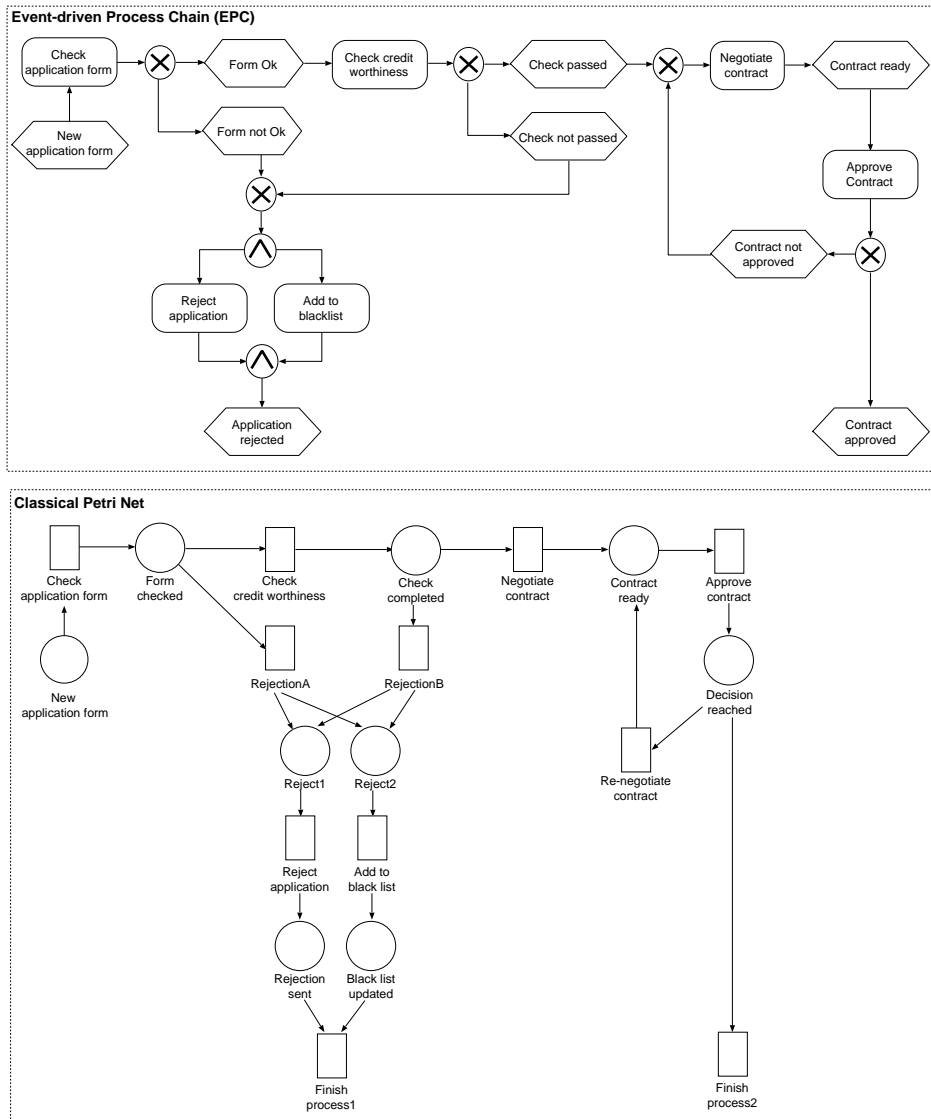 Event-driven Process Chain (EPC)
Check
application form
Form Ok
Check credit
worthiness
Check passed
Negotiate
contract
Contract ready
New
application form
Form not Ok
Check not passed
Approve
Contract
Contract not
approved
Reject
application
Add to
blacklist
Application
rejected
Contract
approved
Classical Petri Net
Check
application form
Form
checked
Check
credit worthiness
Check
completed
Negotiate
contract
Contract
ready
Approve
contract
New
application form
RejectionA
RejectionB
Decision
reached
Reject1
Reject2
Re-negotiate
contract
Reject
application
Add to
black list
Rejection
sent
Black list
updated
Finish
process1
Finish
process2